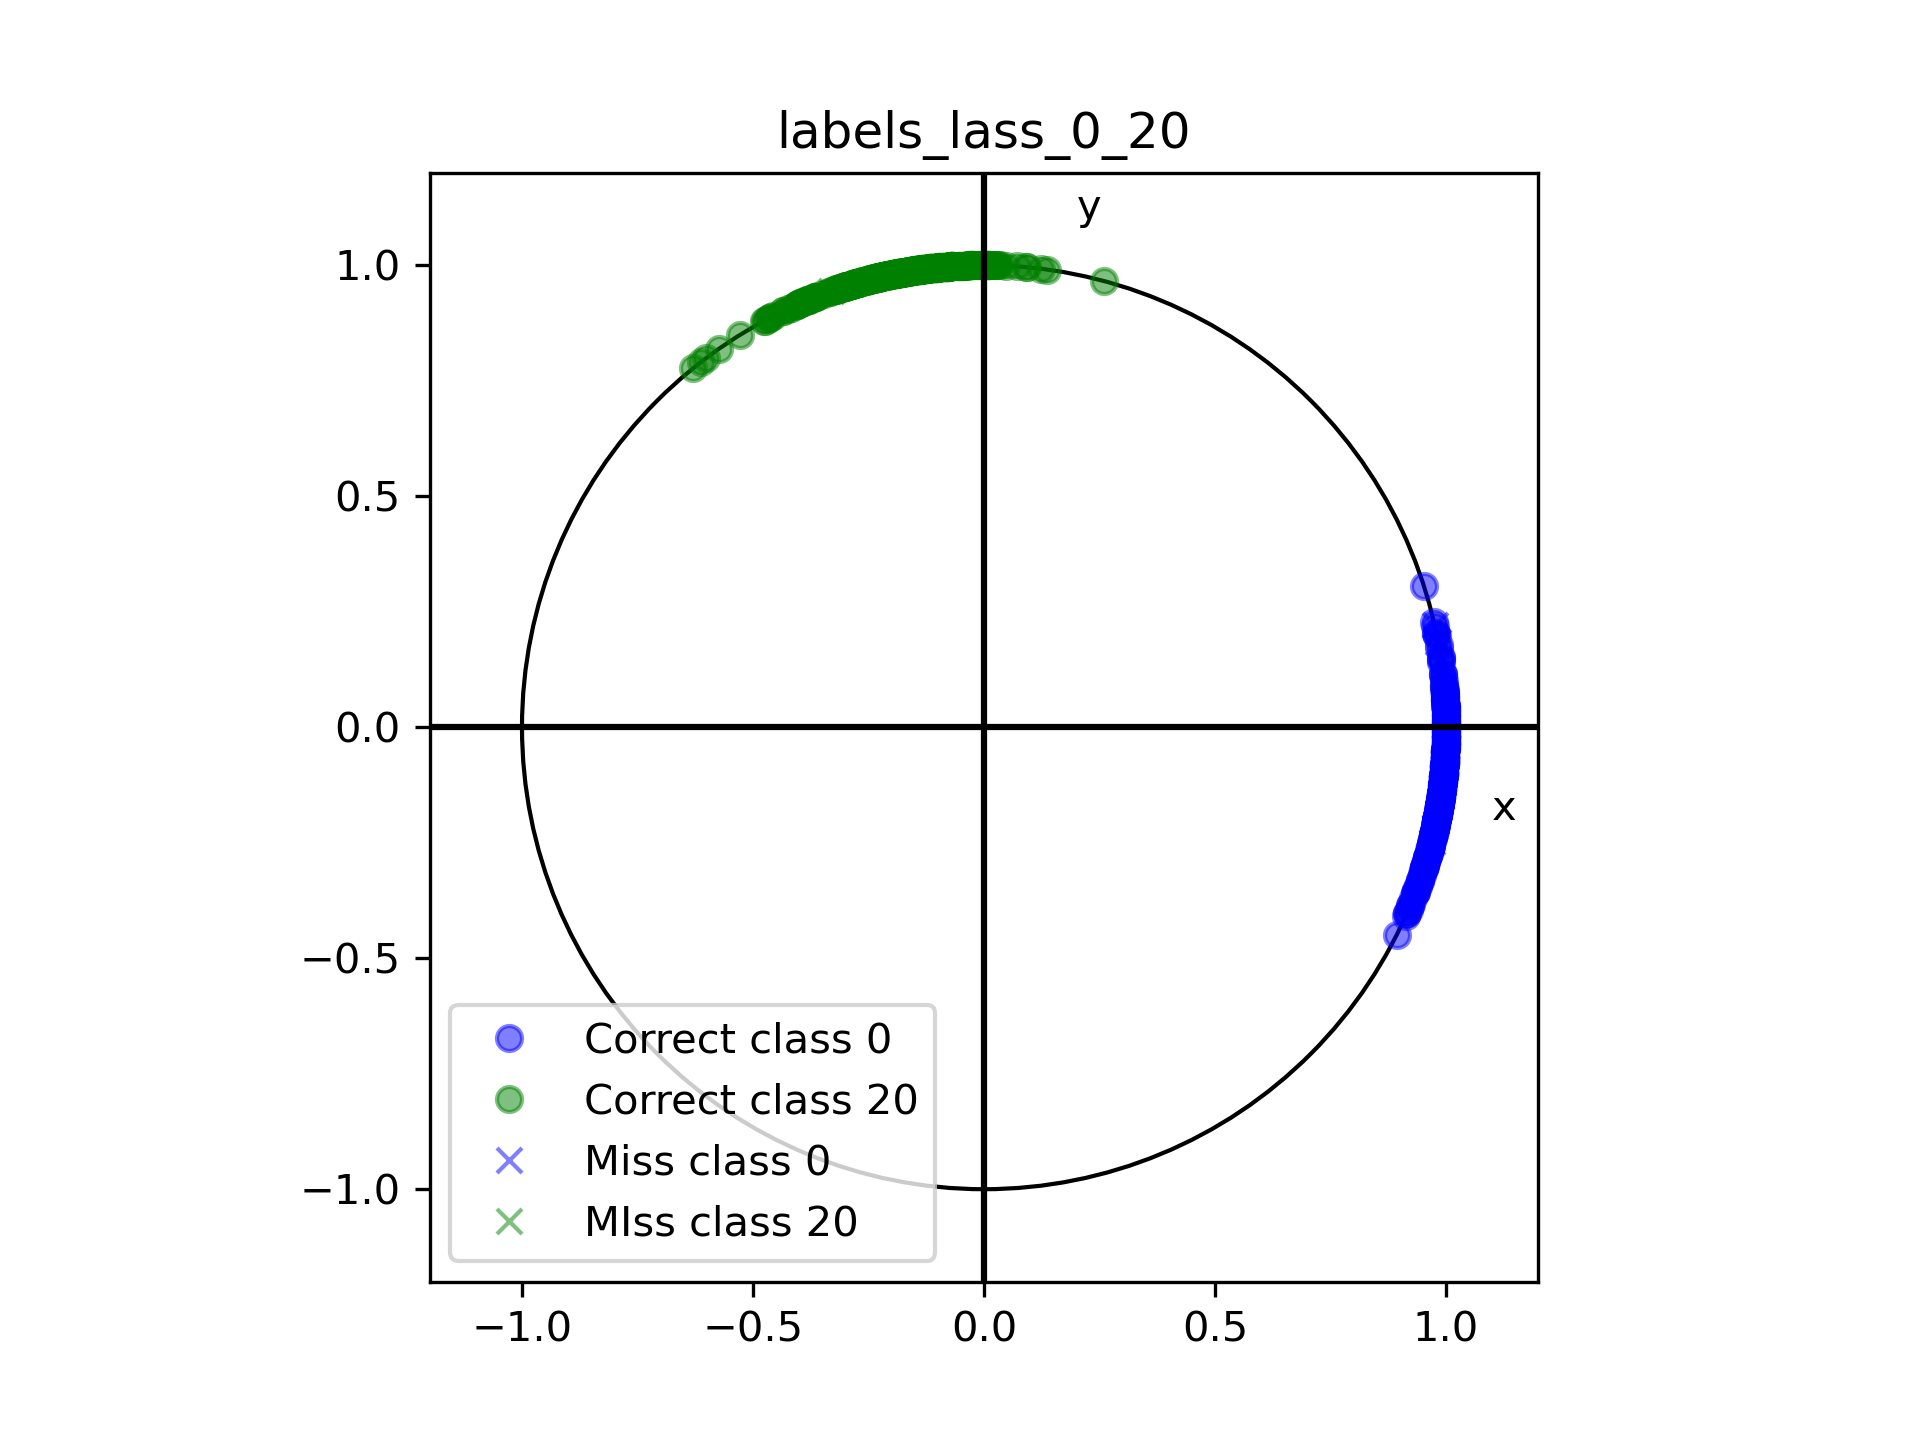 labels_lass_0_20
y
1.0
0.5
0.0
x
−0.5
−1.0
Correct class 0
Correct class 20
Miss class 0
MIss class 20
−1.0 −0.5 0.0 0.5 1.0